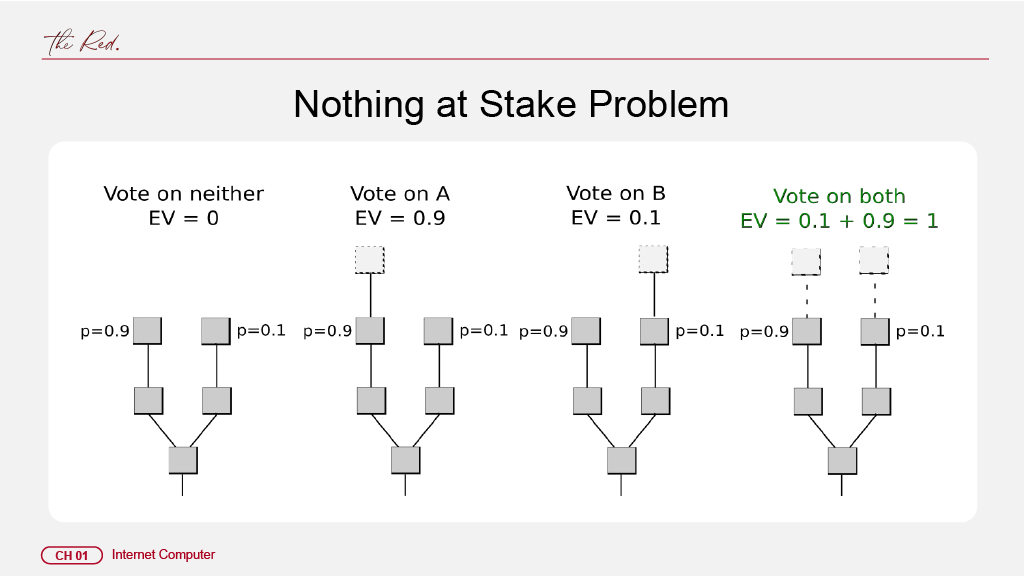 the Red.
Nothing at Stake Problem
Vote on neither
EV = 0
Vote on A
EV = 0.9
Vote on B
EV = 0.1
Vote on both
EV = 0.1 + 0.9 = 1
p=0.9
p=0.1
p=0.9
p=0.1
p=0.9
p=0.1
p=0.9
p=0.1
CH 01
Internet Computer